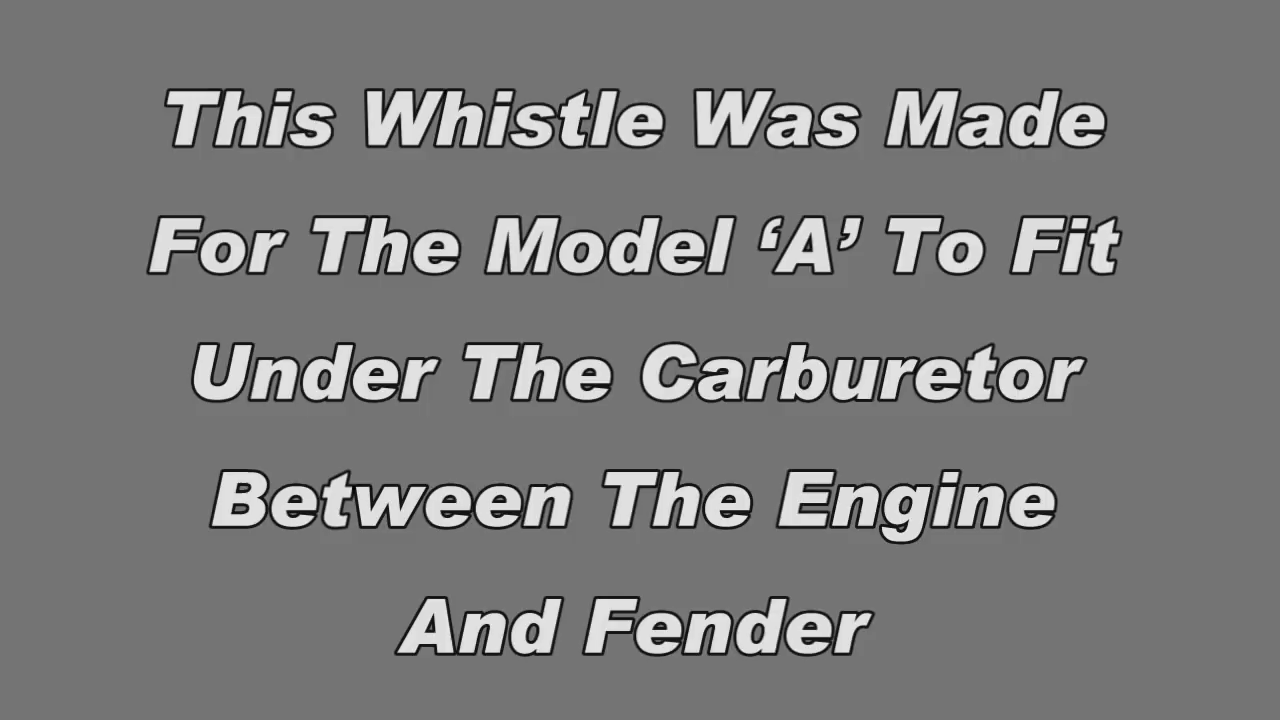 This Whistle Was Made
For The Model ‘A’ To Fit
Under The Carburetor
Between The Engine
And Fender